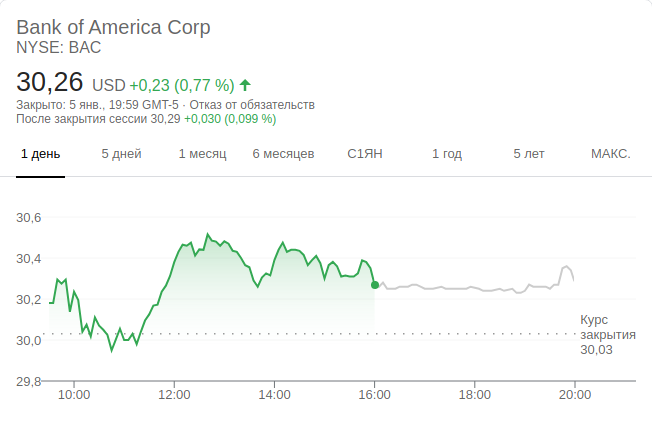 Bank of America Corp
NYSE: BAC
30,26 USD +0,23 (0,77 %)
Закрыто: 5 янв., 19:59 GMT-5 · Отказ от обязательств
После закрытия сессии 30,29 +0,030 (0,099 %)
1 день 5 дней 1 месяц 6 месяцев С1ЯН 1 год 5 лет МАКС.
30,6
30,4
30,2
30,0
29,8
Курс
закрытия
30,03
10:00 12:00 14:00 16:00 18:00 20:00